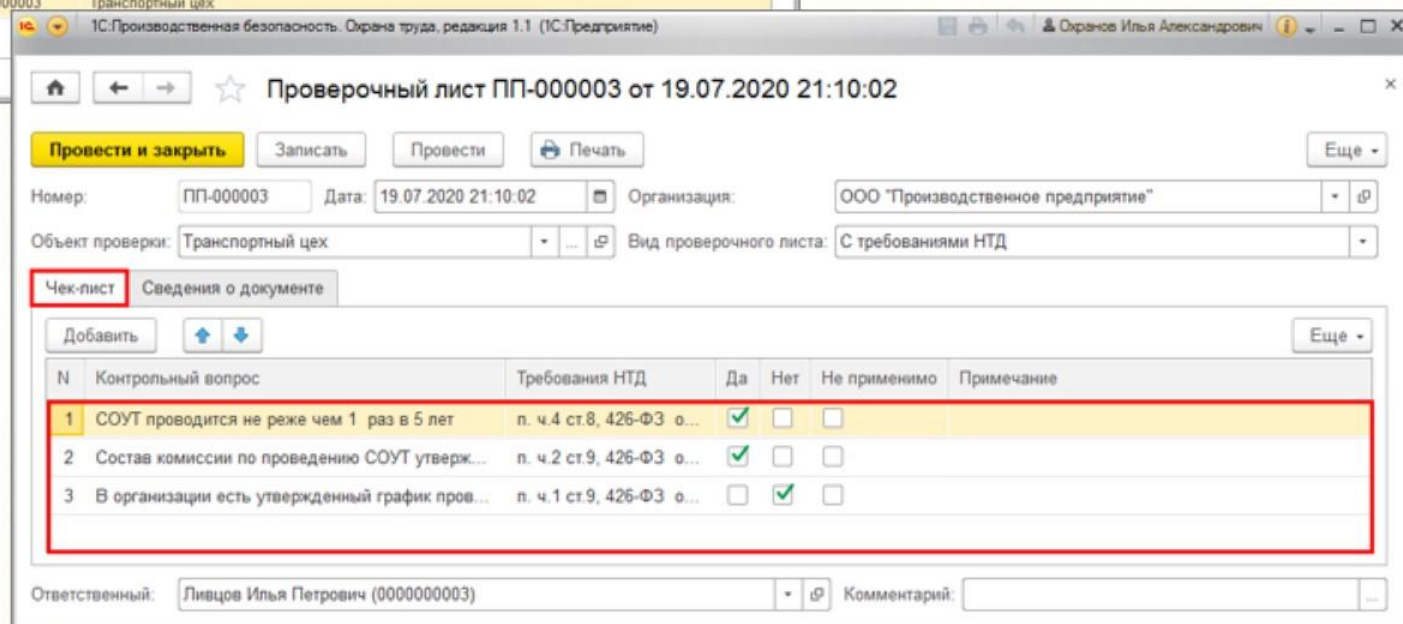 000003 Транспортный цех
1С:Производственная безопасность. Охрана труда, редакция 1.1 (1С:Предприятие) Охранов Илья Александрович
Проверочный лист ПП-000003 от 19.07.2020 21:10:02
Провести и закрыть Записать Провести Печать Еще
Номер: ПП-000003 Дата: 19.07.2020 21:10:02 Организация: ООО "Производственное предприятие"
Объект проверки: Транспортный цех ... Вид проверочного листа: С требованиями НТД
Чек-лист Сведения о документе
Добавить Еще
N Контрольный вопрос Требования НТД Да Нет Не применимо Примечание
1 СОУТ проводится не реже чем 1 раз в 5 лет п. ч.4 ст.8, 426-ФЗ о...
2 Состав комиссии по проведению СОУТ утверж... п. ч.2 ст.9, 426-ФЗ о...
3 В организации есть утвержденный график пров... п. ч.1 ст.9, 426-ФЗ о...
Ответственный: Ливцов Илья Петрович (0000000003) Комментарий: ...